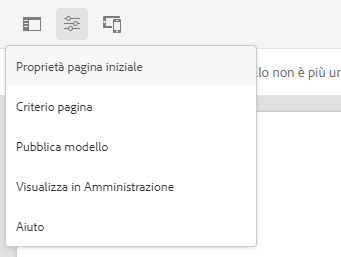 Proprietà pagina iniziale
llo non è più un
Criterio pagina
Pubblica modello
Visualizza in Amministrazione
Aiuto